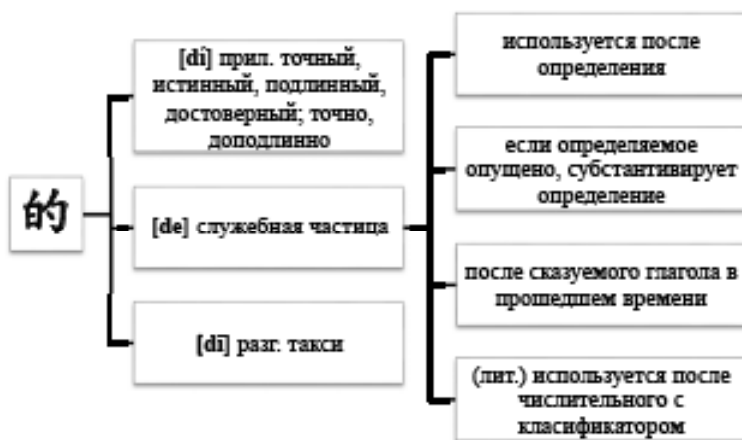 的
[dí] прил. точный,
истинный, подлинный,
достоверный; точно,
доподлинно
[de] служебная частица
[dī] разг. такси
используется после
определения
если определяемое
опущено, субстантивирует
определение
после сказуемого глагола в
прошедшем времени
(лит.) используется после
числительного с
класификатором